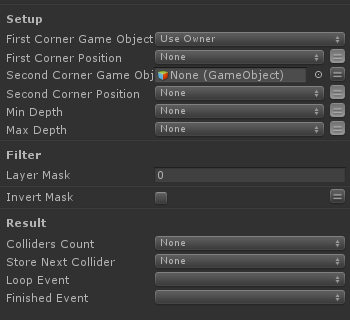 Setup
First Corner Game Object Use Owner
First Corner Position None
Second Corner Game Obj None (GameObject)
Second Corner Position None
Min Depth None
Max Depth None
Filter
Layer Mask 0
Invert Mask
Result
Colliders Count None
Store Next Collider None
Loop Event
Finished Event